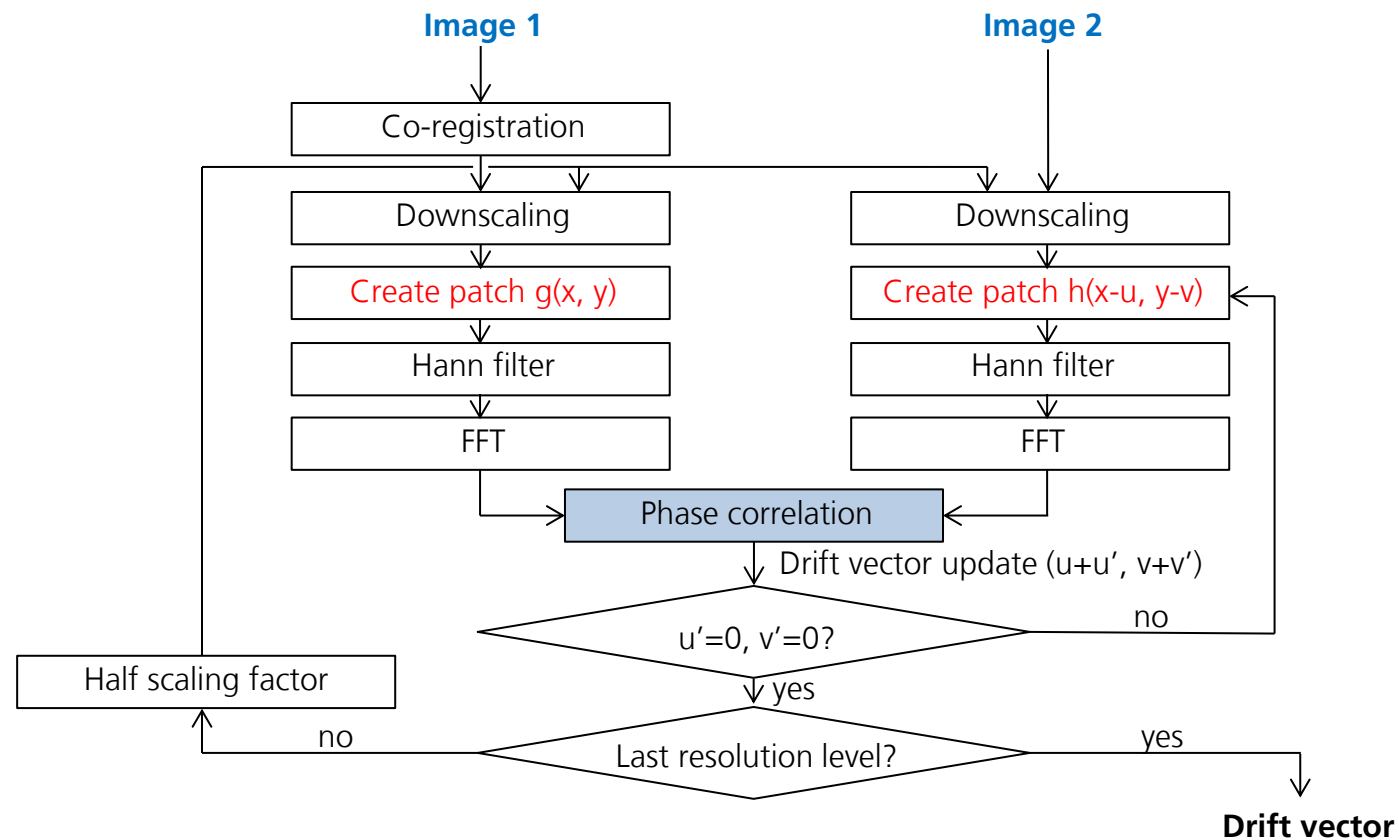 Image 1
Image 2
Co-registration
Downscaling
Downscaling
Create patch g(x, y)
Create patch h(x-u, y-v)
Hann filter
Hann filter
FFT
FFT
Phase correlation
Drift vector update (u+u’, v+v’)
no
u’=0, v’=0?
Half scaling factor
yes
no
Last resolution level?
yes
Drift vector